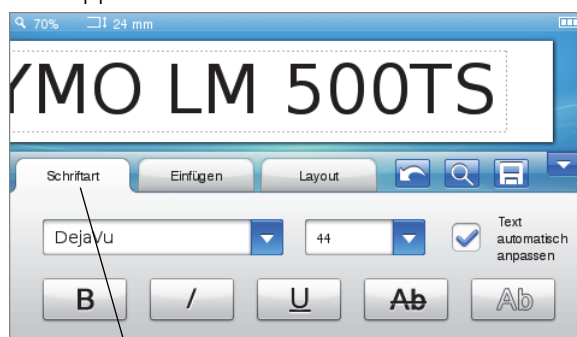 70% 24 mm
YMO LM 500TS
Schriftart Einfügen Layout
DejaVu 44 Text
automatisch
anpassen
B I U Ab Ab